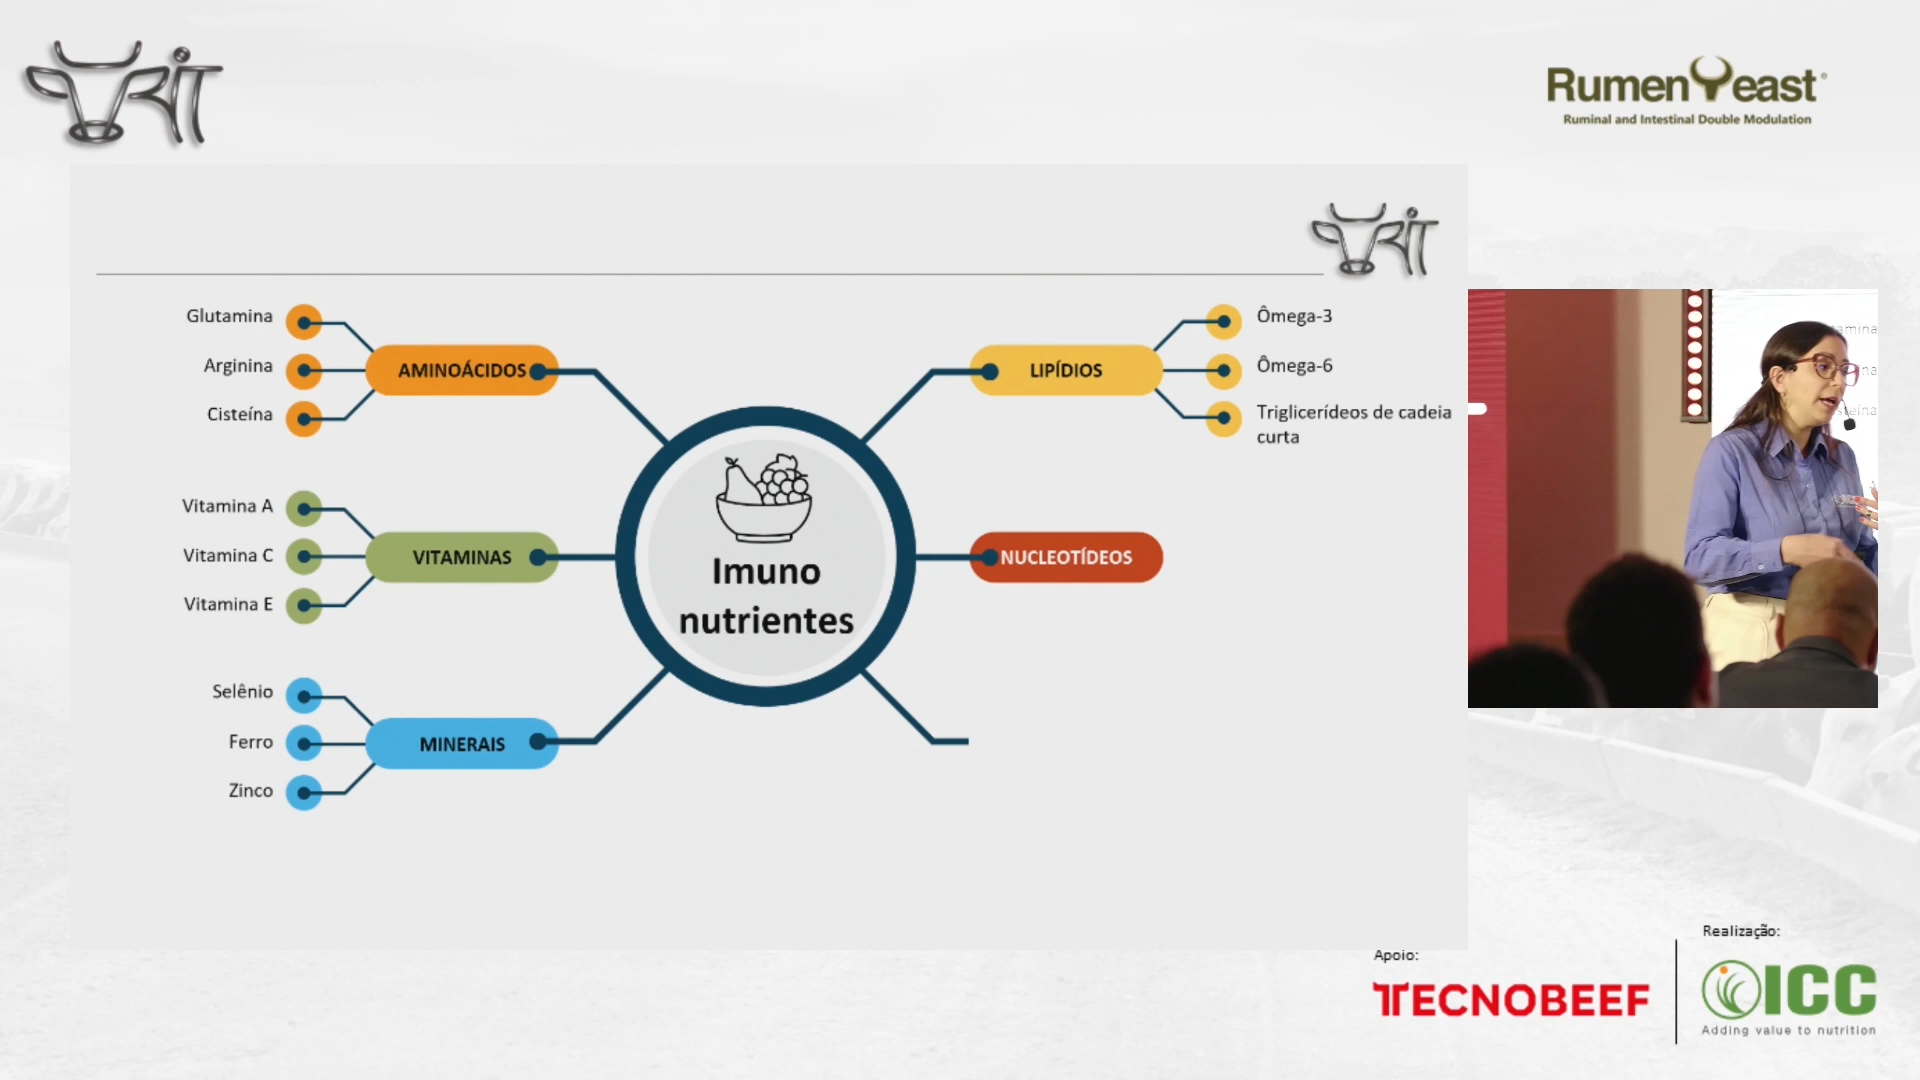 RIT
RumenYeast®
Ruminal and Intestinal Double Modulation
RIT
Glutamina
Arginina
Cisteína
AMINOÁCIDOS
Vitamina A
Vitamina C
Vitamina E
VITAMINAS
Selênio
Ferro
Zinco
MINERAIS
Imuno
nutrientes
LIPÍDIOS
Ômega-3
Ômega-6
Triglicerídeos de cadeia
curta
NUCLEOTÍDEOS
Apoio:
TECNOBEEF
Realização:
ICC
Adding value to nutrition